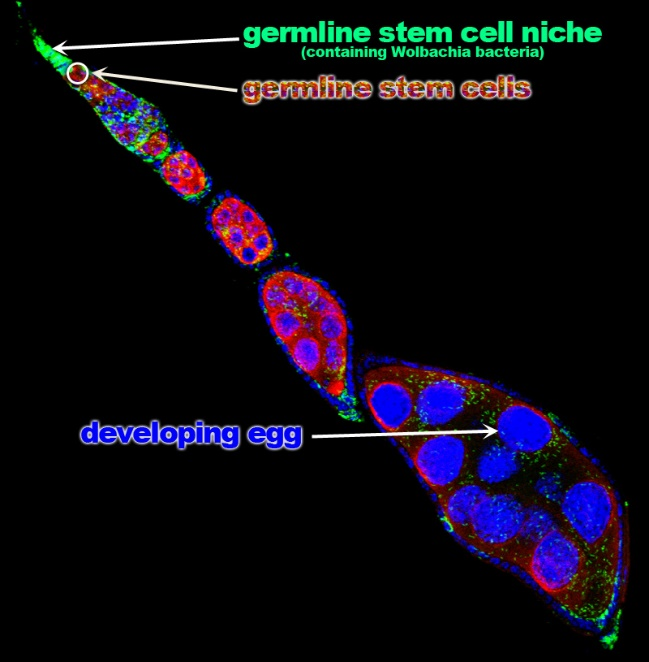 germline stem cell niche
(containing Wolbachia bacteria)
germline stem cells
developing egg